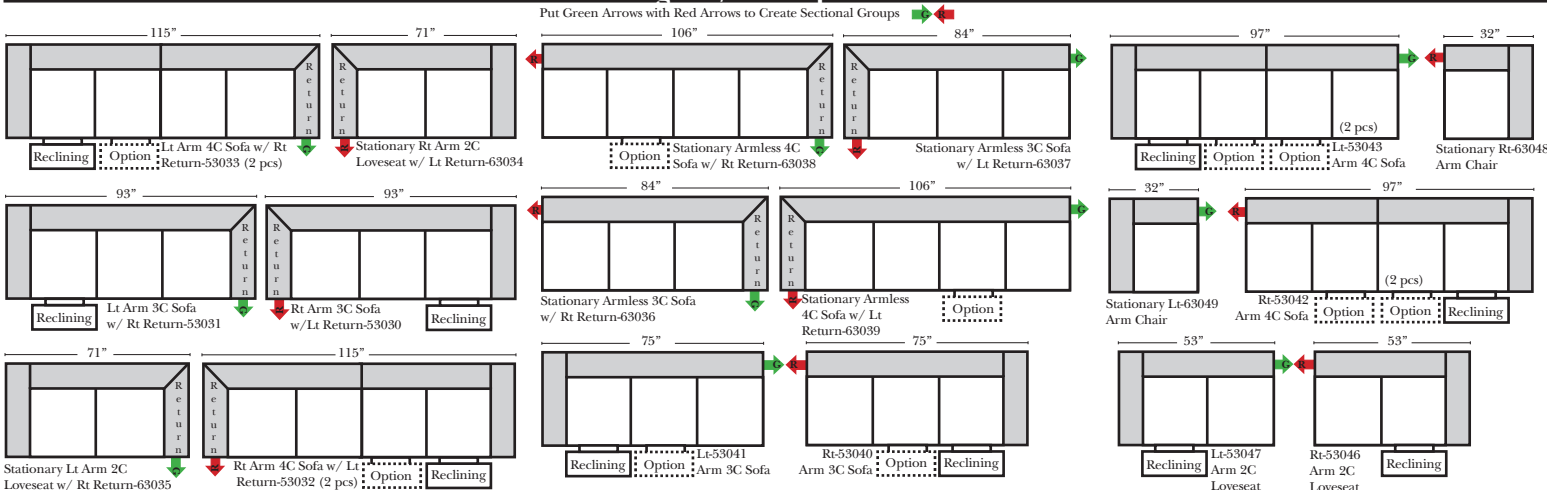 Put Green Arrows with Red Arrows to Create Sectional Groups G R
115” 71” 106” 84” 97” 32”
Return Return R Return Return G G R
G R G R
(2 pcs)
Reclining Option Lt Arm 4C Sofa w/ Rt
Return-53033 (2 pcs)
Stationary Rt Arm 2C
Loveseat w/ Lt Return-63034
Option Stationary Armless 4C
Sofa w/ Rt Return-63038
Stationary Armless 3C Sofa
w/ Lt Return-63037
Reclining Option Option Lt-53043
Arm 4C Sofa
Stationary Rt-63048
Arm Chair
93” 93” 84” 106” 32” 97”
Return Return R Return Return G G R
G R G R
Reclining Lt Arm 3C Sofa
w/ Rt Return-53031
Rt Arm 3C Sofa
w/Lt Return-53030 Reclining
Stationary Armless 3C Sofa
w/ Rt Return-63036
Stationary Armless
4C Sofa w/ Lt
Return-63039
Option
Stationary Lt-63049
Arm Chair
(2 pcs)
Rt-53042
Arm 4C Sofa Option Option Reclining
71” 115” 75” 75” 53” 53”
Return Return G R G R
G R
Stationary Lt Arm 2C
Loveseat w/ Rt Return-63035
Rt Arm 4C Sofa w/ Lt
Return-53032 (2 pcs) Option Reclining
Reclining Option Lt-53041
Arm 3C Sofa
Rt-53040
Arm 3C Sofa Option Reclining
Reclining Lt-53047
Arm 2C
Loveseat
Rt-53046
Arm 2C
Loveseat
Reclining